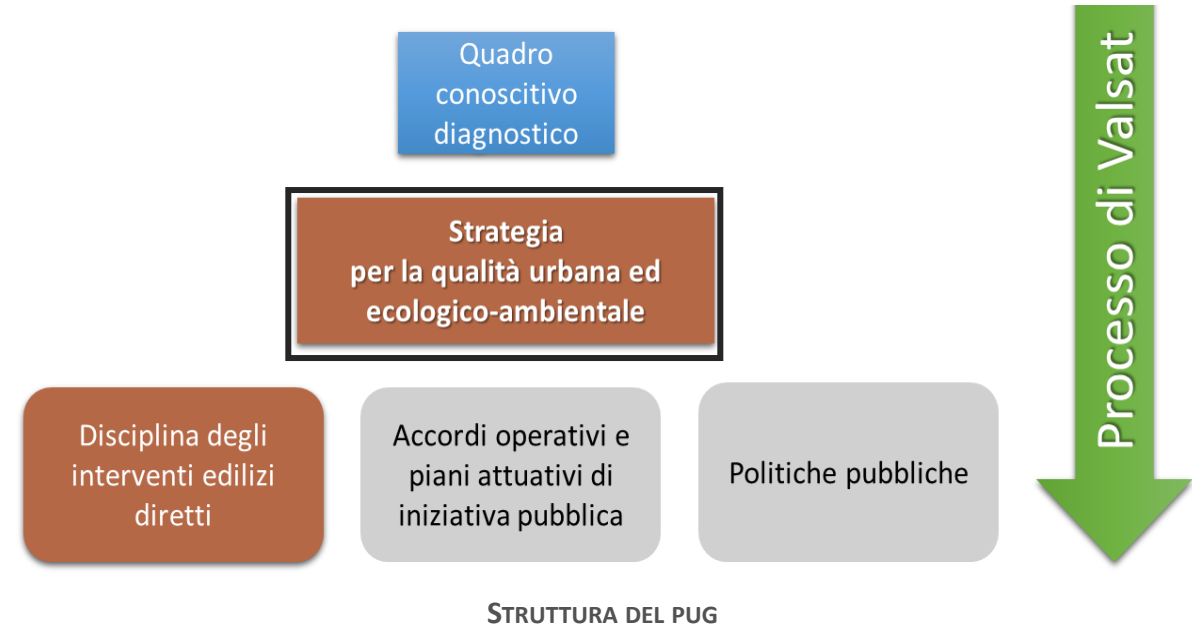 Quadro
conoscitivo
diagnostico
Strategia
per la qualità urbana ed
ecologico-ambientale
Disciplina degli
interventi edilizi
diretti
Accordi operativi e
piani attuativi di
iniziativa pubblica
Politiche pubbliche
Processo di Valsat
STRUTTURA DEL PUG